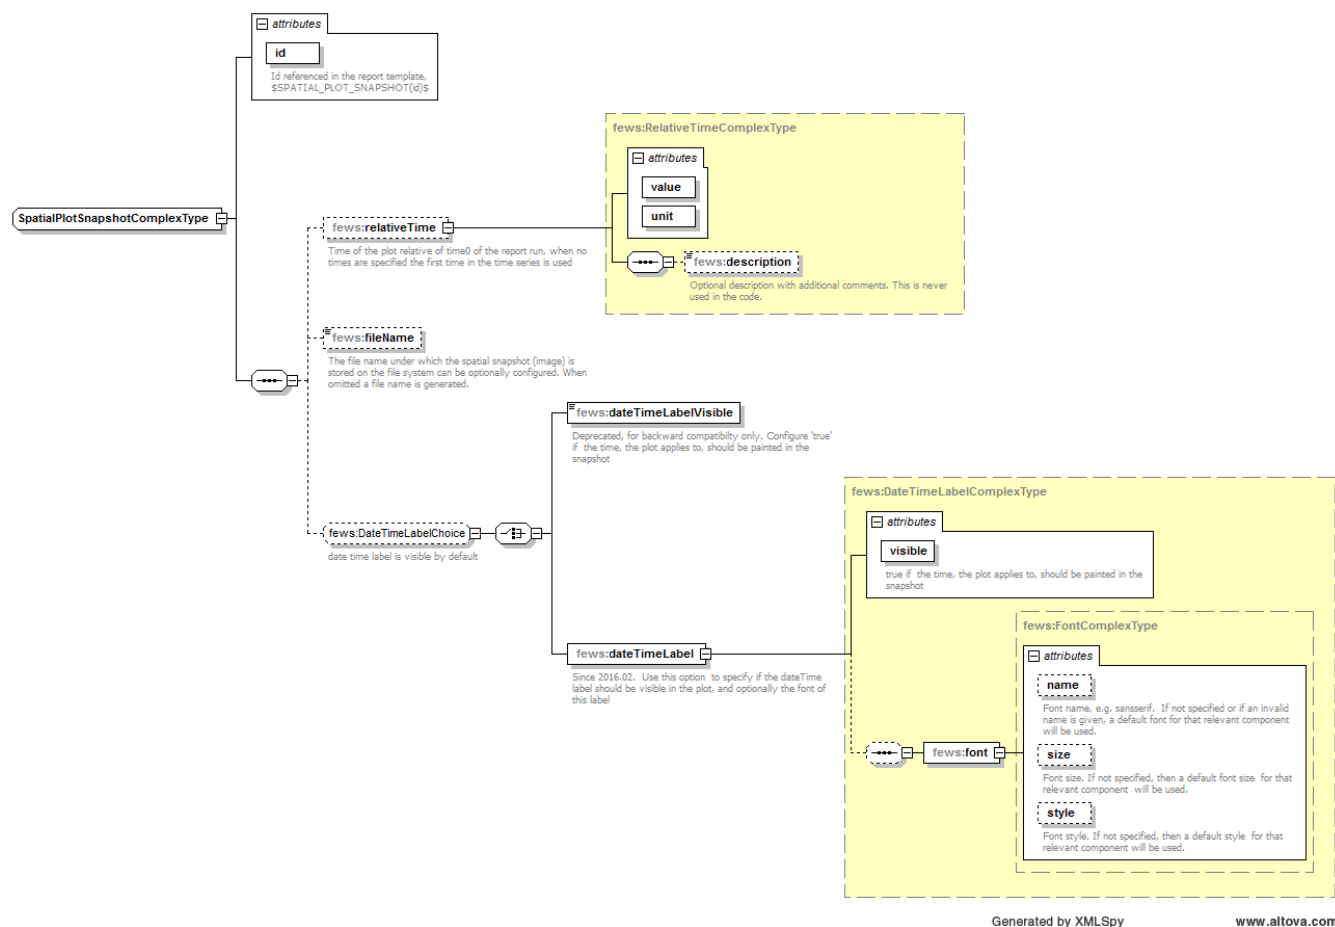 attributes
id
Id referenced in the report template,
$SPATIAL_PLOT_SNAPSHOT(id)$
fews:RelativeTimeComplexType
attributes
value
unit
SpatialPlotSnapshotComplexType
fews:relativeTime
Time of the plot relative of time0 of the report run, when no
times are specified the first time in the time series is used
fews:description
Optional description with additional comments. This is never
used in the code.
fews:fileName
The file name under which the spatial snapshot (image) is
stored on the file system can be optionally configured. When
omitted a file name is generated.
fews:dateTimeLabelVisible
Deprecated, for backward compatibilty only. Configure 'true'
if the time, the plot applies to, should be painted in the
snapshot
fews:DateTimeLabelComplexType
attributes
visible
true if the time, the plot applies to, should be painted in the
snapshot
fews:DateTimeLabelChoice
date time label is visible by default
fews:FontComplexType
attributes
fews:dateTimeLabel
Since 2016.02. Use this option to specify if the dateTime
label should be visible in the plot, and optionally the font of
this label
name
Font name, e.g. sansserif. If not specified or if an invalid
name is given, a default font for that relevant component
will be used.
fews:font
size
Font size. If not specified, then a default font size for that
relevant component will be used.
style
Font style. If not specified, then a default style for that
relevant component will be used.
Generated by XMLSpy
www.altova.com